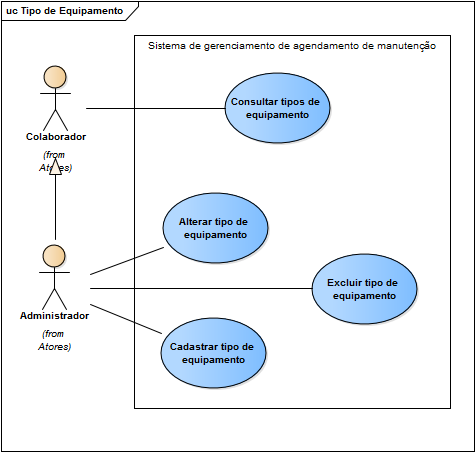 uc Tipo de Equipamento
Sistema de gerenciamento de agendamento de manutenção
Consultar tipos de
equipamento
Colaborador
(from
Atores)
Alterar tipo de
equipamento
Excluir tipo de
equipamento
Administrador
(from
Atores)
Cadastrar tipo de
equipamento